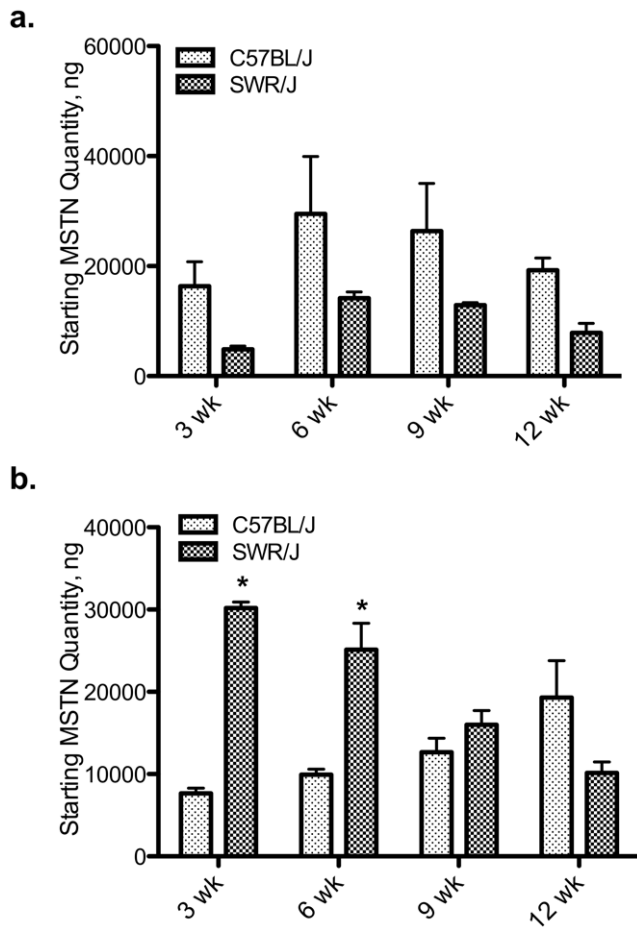 a.
60000
40000
20000
0
Starting MSTN Quantity, ng
C57BL/J
SWR/J
3 wk
6 wk
9 wk
12 wk
b.
40000
30000
20000
10000
0
Starting MSTN Quantity, ng
C57BL/J
SWR/J
*
*
3 wk
6 wk
9 wk
12 wk